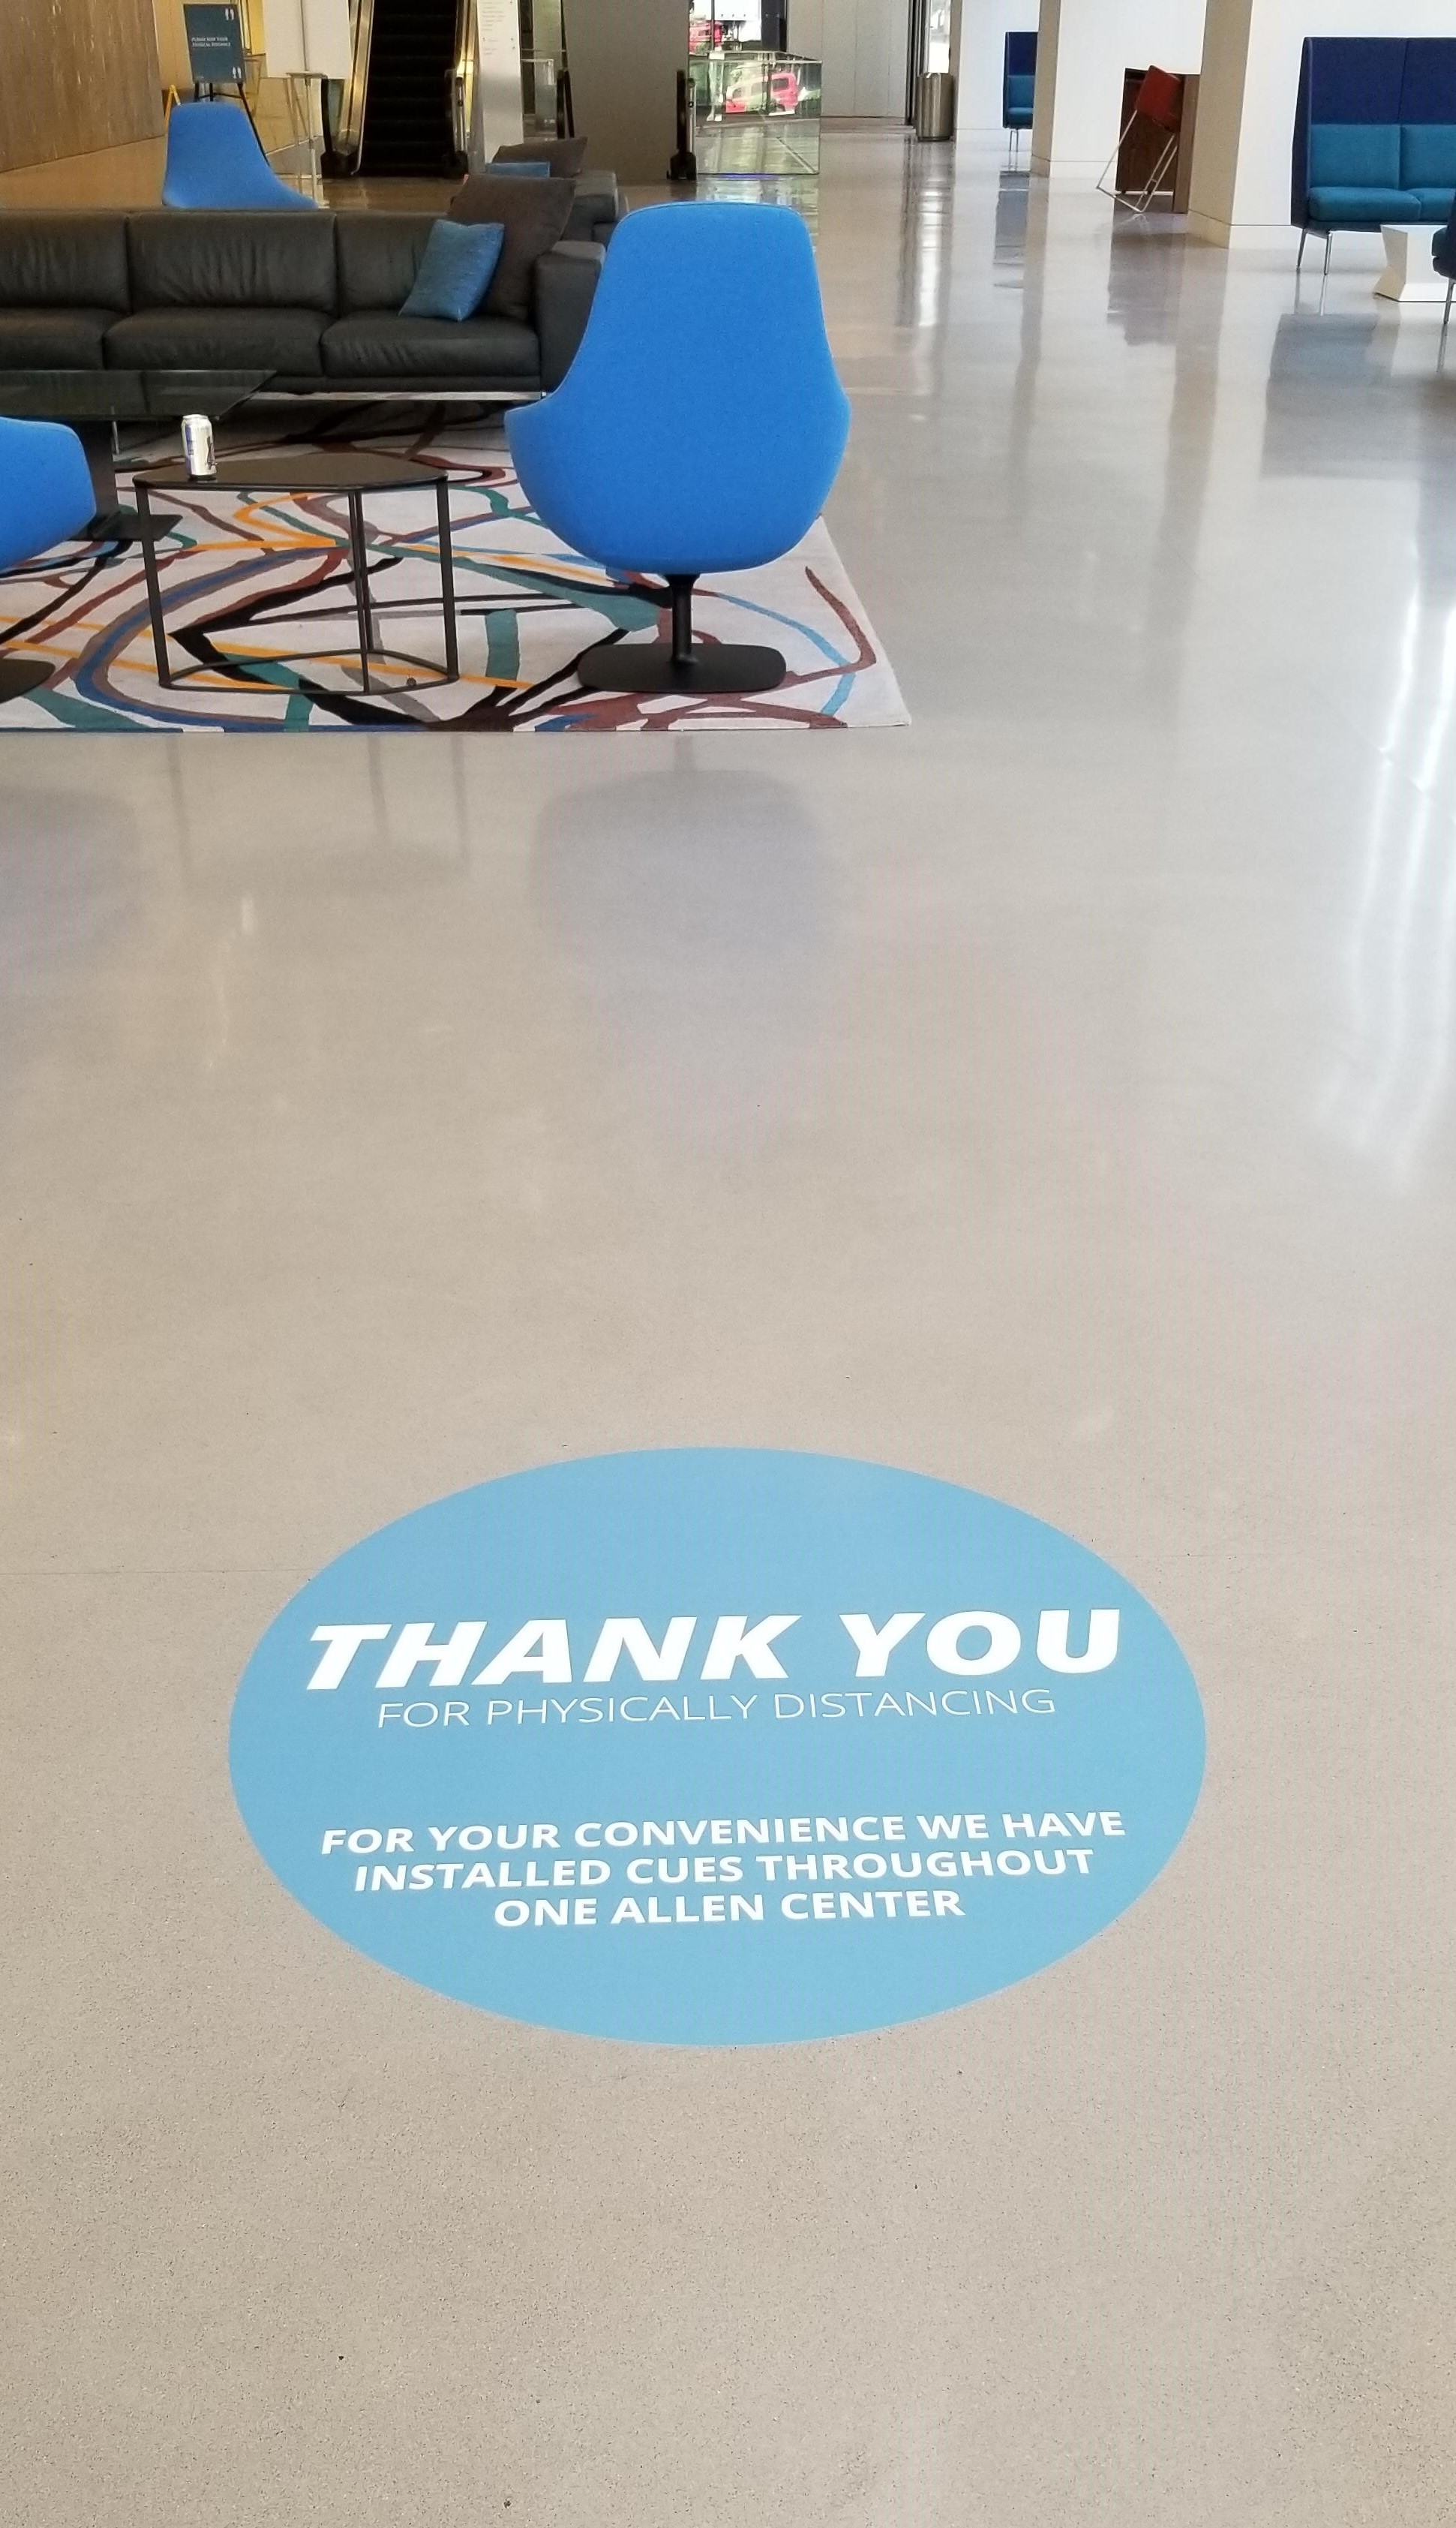 THANK YOU
FOR PHYSICALLY DISTANCING
FOR YOUR CONVENIENCE WE HAVE
INSTALLED CUES THROUGHOUT
ONE ALLEN CENTER